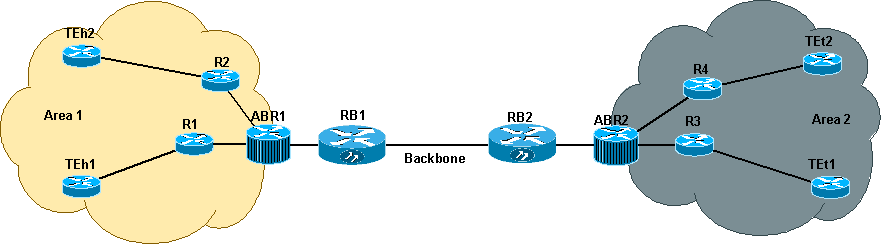 TEh2
R2
Area 1
R1
ABR1
TEh1
RB1
Backbone
RB2
ABR2
R4
TEt2
R3
Area 2
TEt1